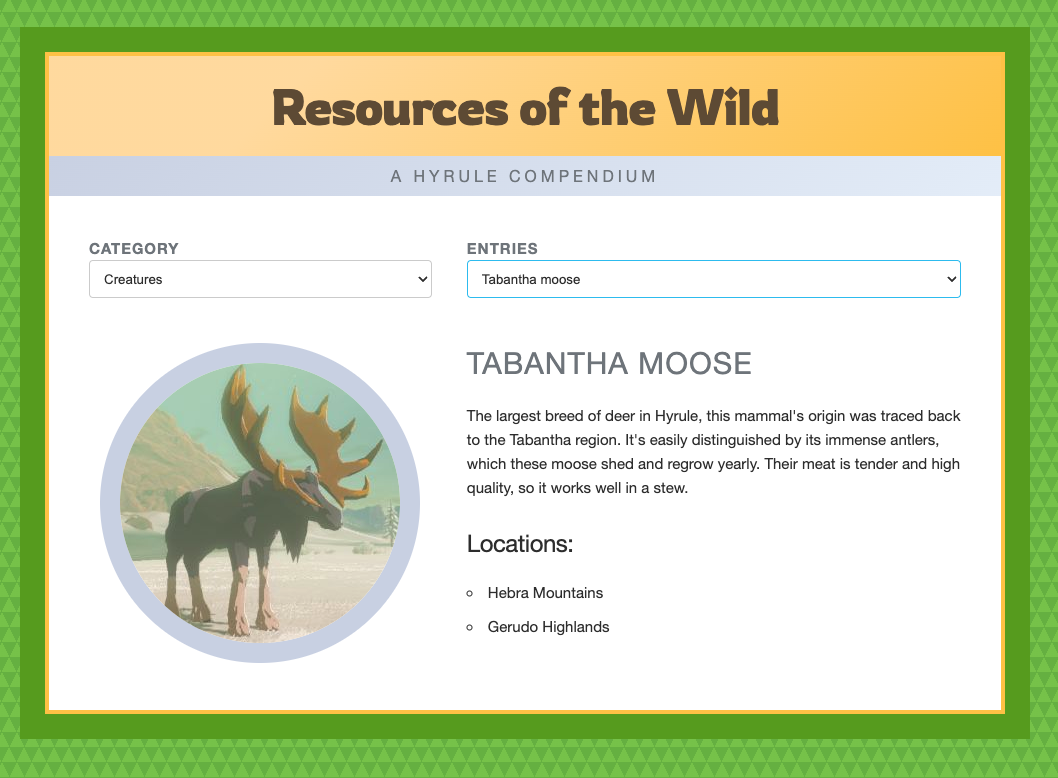 Resources of the Wild
A HYRULE COMPENDIUM
CATEGORY
ENTRIES
Creatures
Tabantha moose
TABANTHA MOOSE
The largest breed of deer in Hyrule, this mammal's origin was traced back
to the Tabantha region. It's easily distinguished by its immense antlers,
which these moose shed and regrow yearly. Their meat is tender and high
quality, so it works well in a stew.
Locations:
Hebra Mountains
Gerudo Highlands